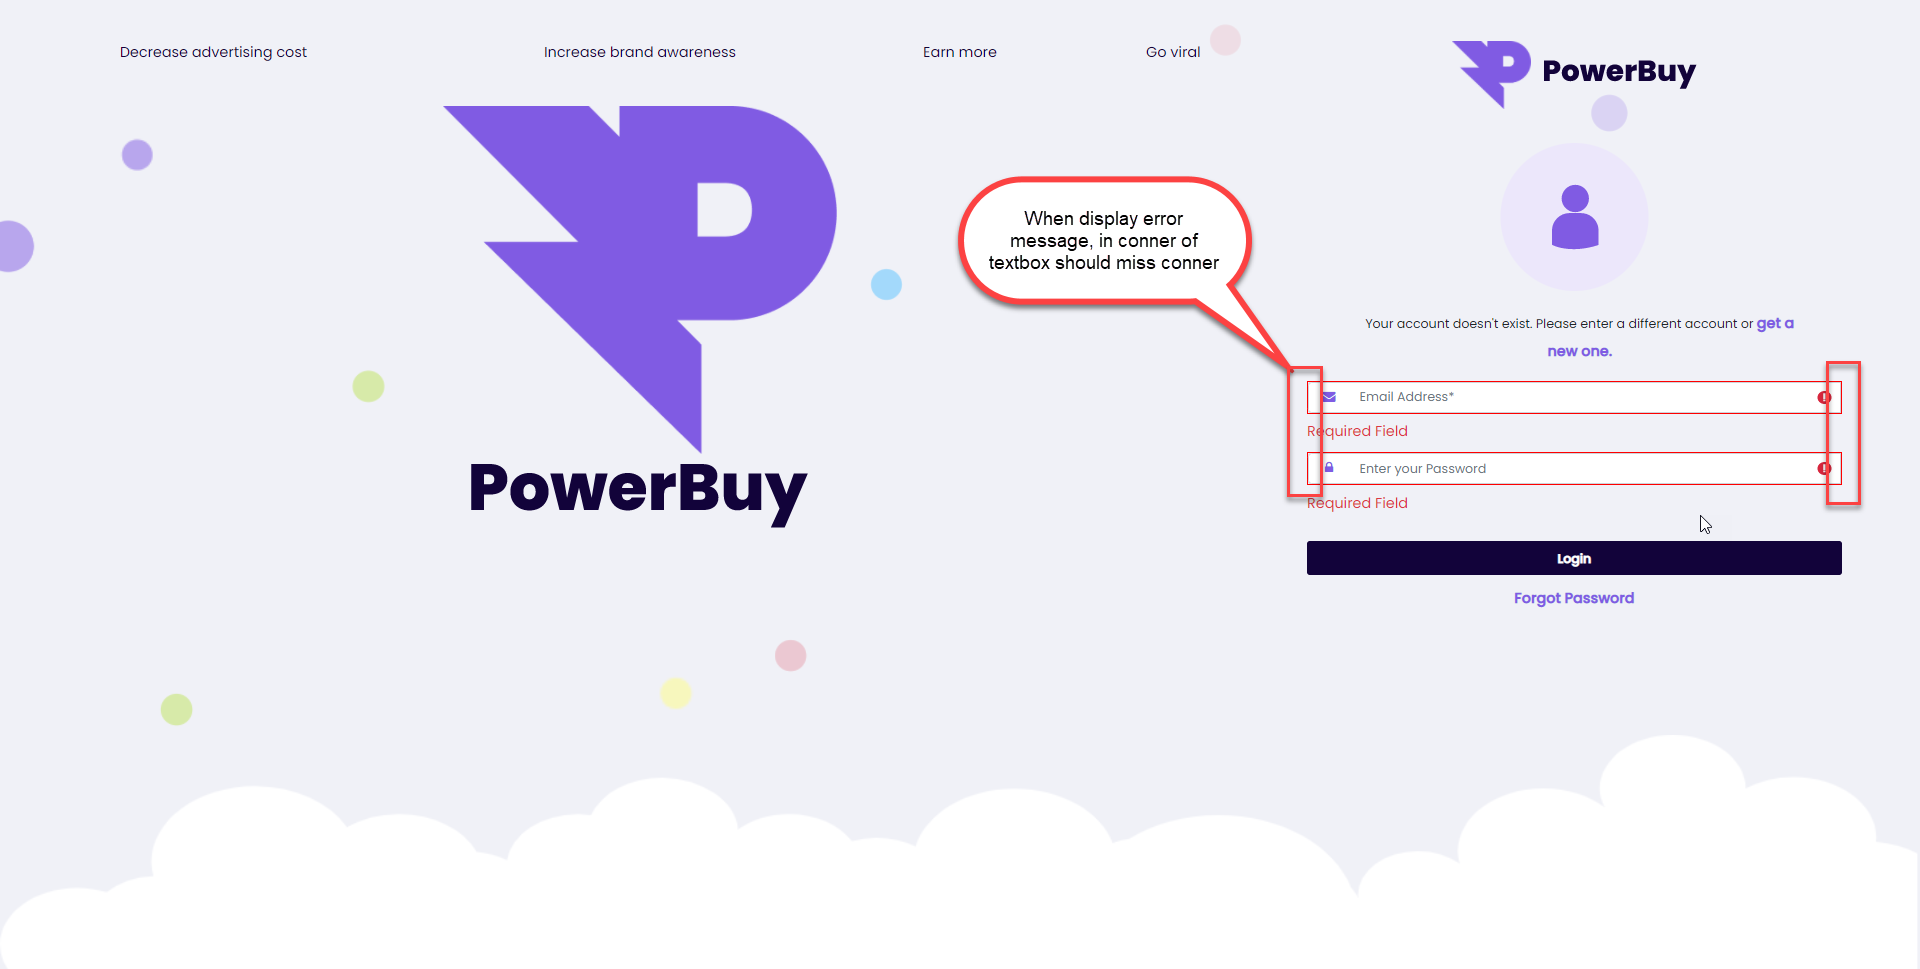 Decrease advertising cost
Increase brand awareness
Earn more
Go viral
PowerBuy
PowerBuy
When display error
message, in conner of
textbox should miss conner
Your account doesn't exist. Please enter a different account or get a
new one.
Email Address*
Required Field
Enter your Password
Required Field
Login
Forgot Password